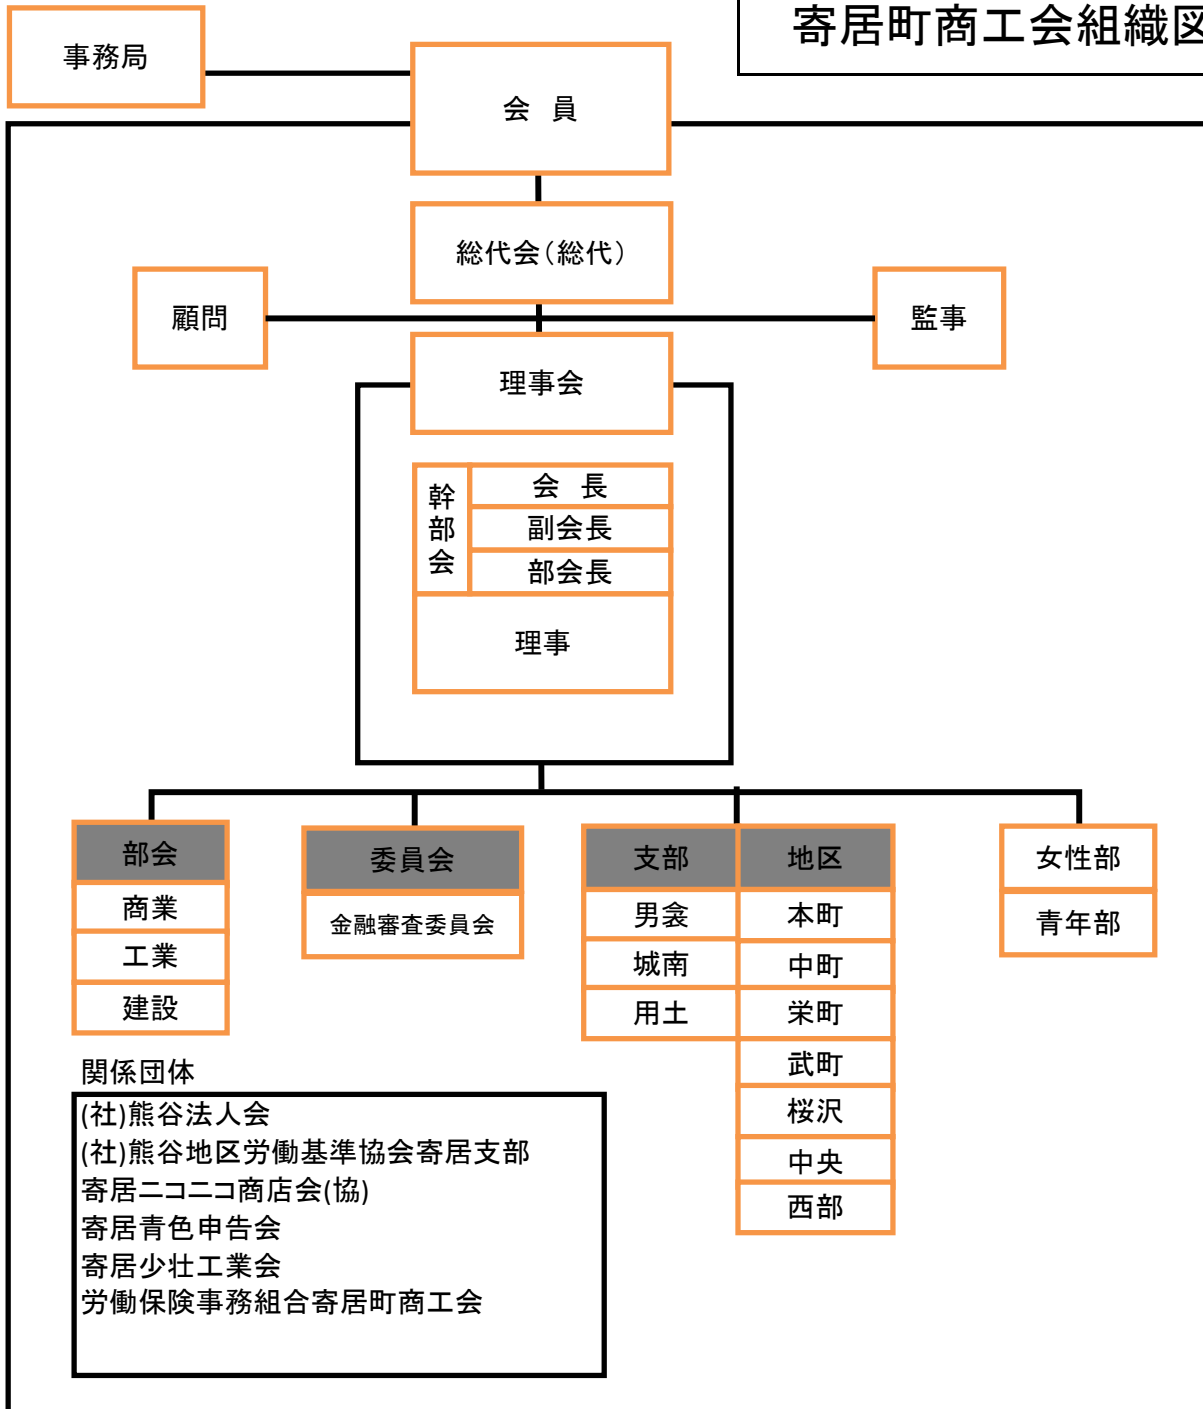 寄居町商工会組織図
事務局
会 員
総代会(総代)
顧問
監事
理事会
幹部会
会 長
副会長
部会長
理事
部会
商業
工業
建設
委員会
金融審査委員会
支部
男衾
城南
用土
地区
本町
中町
栄町
武町
桜沢
中央
西部
女性部
青年部
関係団体
(社)熊谷法人会
(社)熊谷地区労働基準協会寄居支部
寄居ニコニコ商店会(協)
寄居青色申告会
寄居少壮工業会
労働保険事務組合寄居町商工会